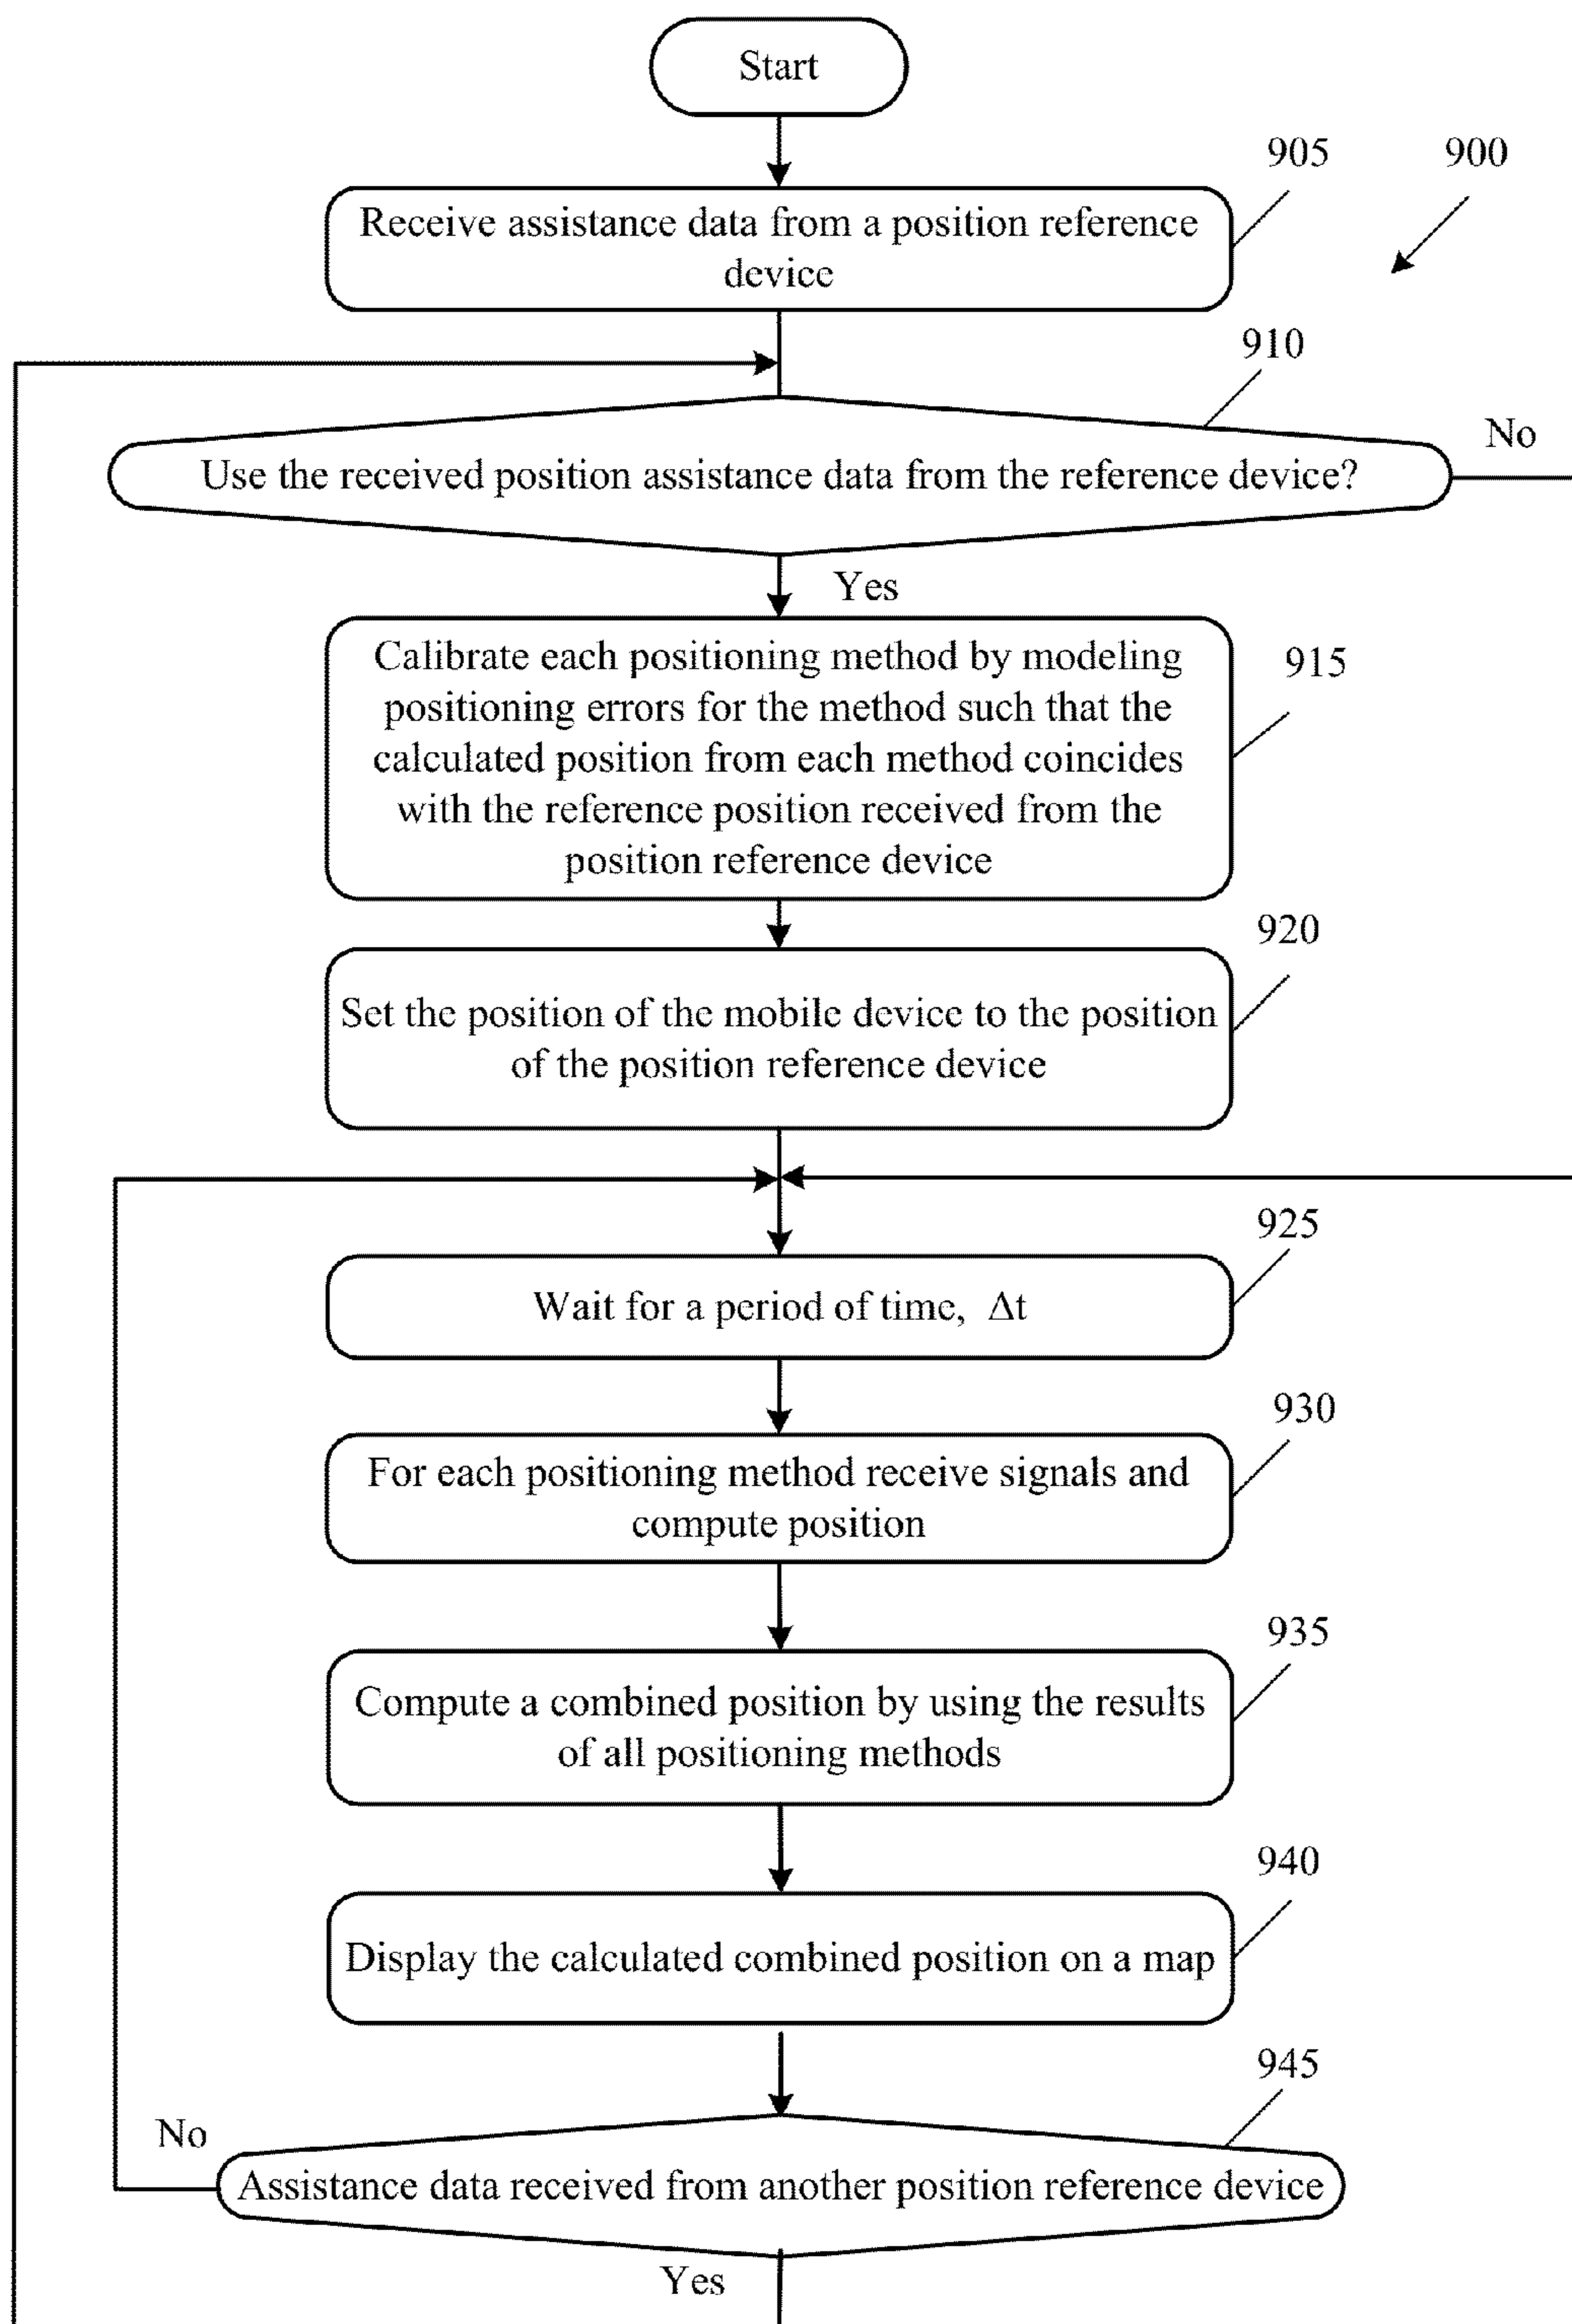 Start
905
900
Receive assistance data from a position reference
device
910
No
Use the received position assistance data from the reference device?
Yes
Calibrate each positioning method by modeling
positioning errors for the method such that the
calculated position from each method coincides
with the reference position received from the
position reference device
915
920
Set the position of the mobile device to the position
of the position reference device
925
Wait for a period of time, Δt
930
For each positioning method receive signals and
compute position
935
Compute a combined position by using the results
of all positioning methods
940
Display the calculated combined position on a map
945
No
Assistance data received from another position reference device
Yes